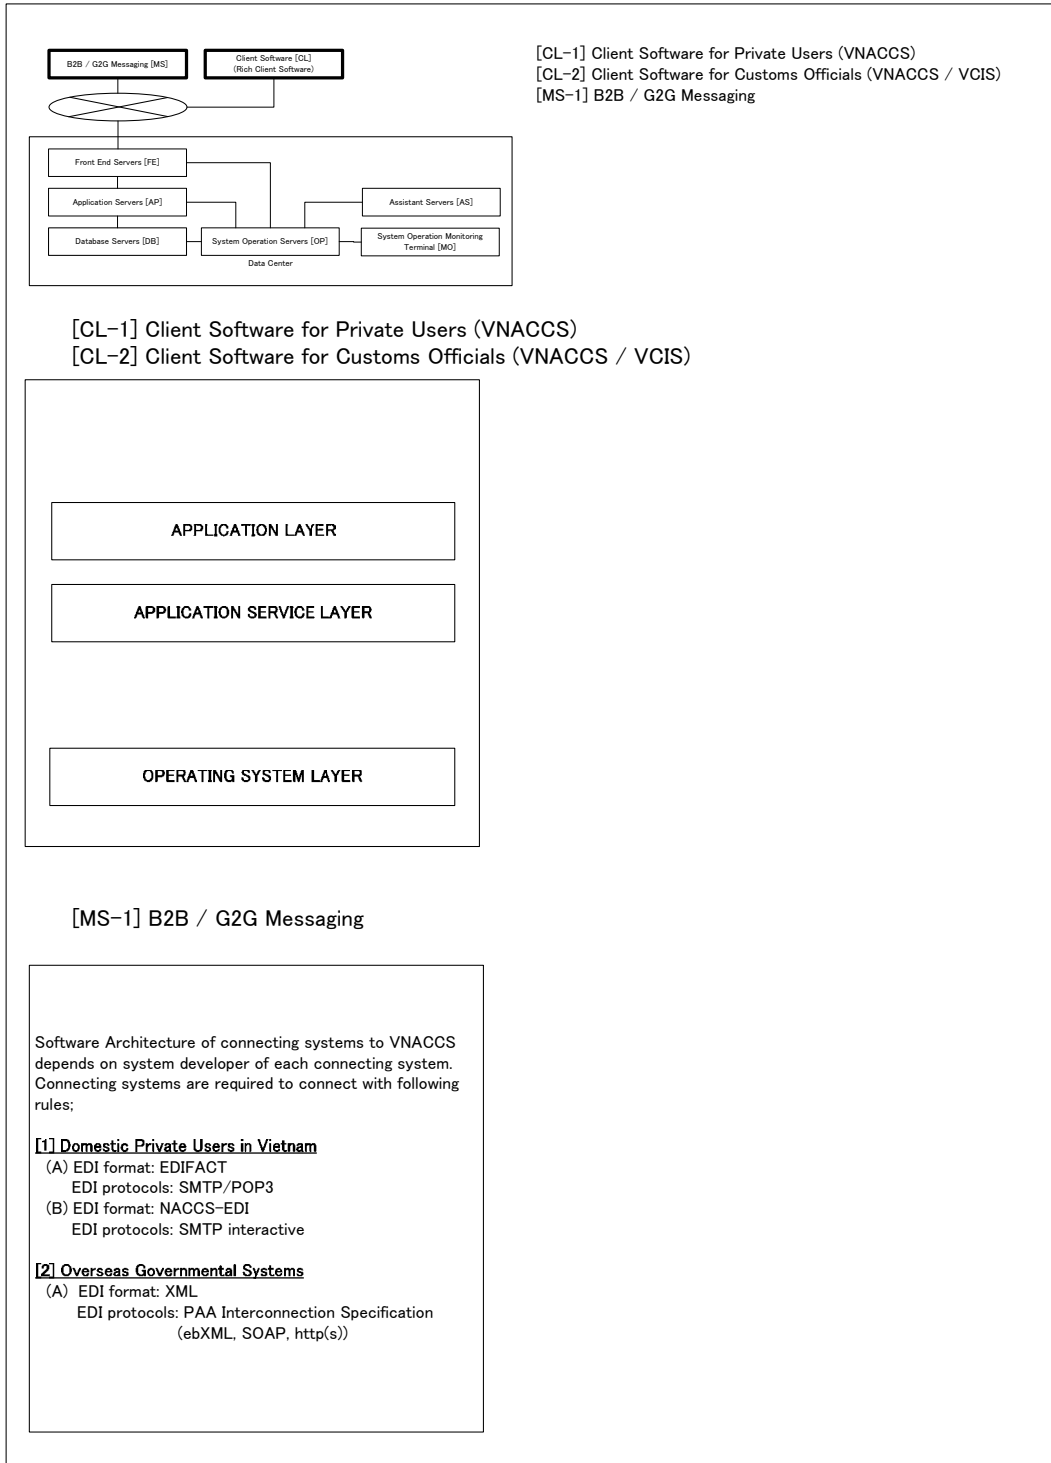 B2B / G2G Messaging [MS]
Client Software [CL]
(Rich Client Software)
[CL-1] Client Software for Private Users (VNACCS)
[CL-2] Client Software for Customs Officials (VNACCS / VCIS)
[MS-1] B2B / G2G Messaging
Front End Servers [FE]
Application Servers [AP]
Assistant Servers [AS]
Database Servers [DB]
System Operation Servers [OP]
System Operation Monitoring
Terminal [MO]
Data Center
[CL-1] Client Software for Private Users (VNACCS)
[CL-2] Client Software for Customs Officials (VNACCS / VCIS)
APPLICATION LAYER
APPLICATION SERVICE LAYER
OPERATING SYSTEM LAYER
[MS-1] B2B / G2G Messaging
Software Architecture of connecting systems to VNACCS
depends on system developer of each connecting system.
Connecting systems are required to connect with following
rules;
[1] Domestic Private Users in Vietnam
(A) EDI format: EDIFACT
EDI protocols: SMTP/POP3
(B) EDI format: NACCS-EDI
EDI protocols: SMTP interactive
[2] Overseas Governmental Systems
(A) EDI format: XML
EDI protocols: PAA Interconnection Specification
(ebXML, SOAP, http(s))